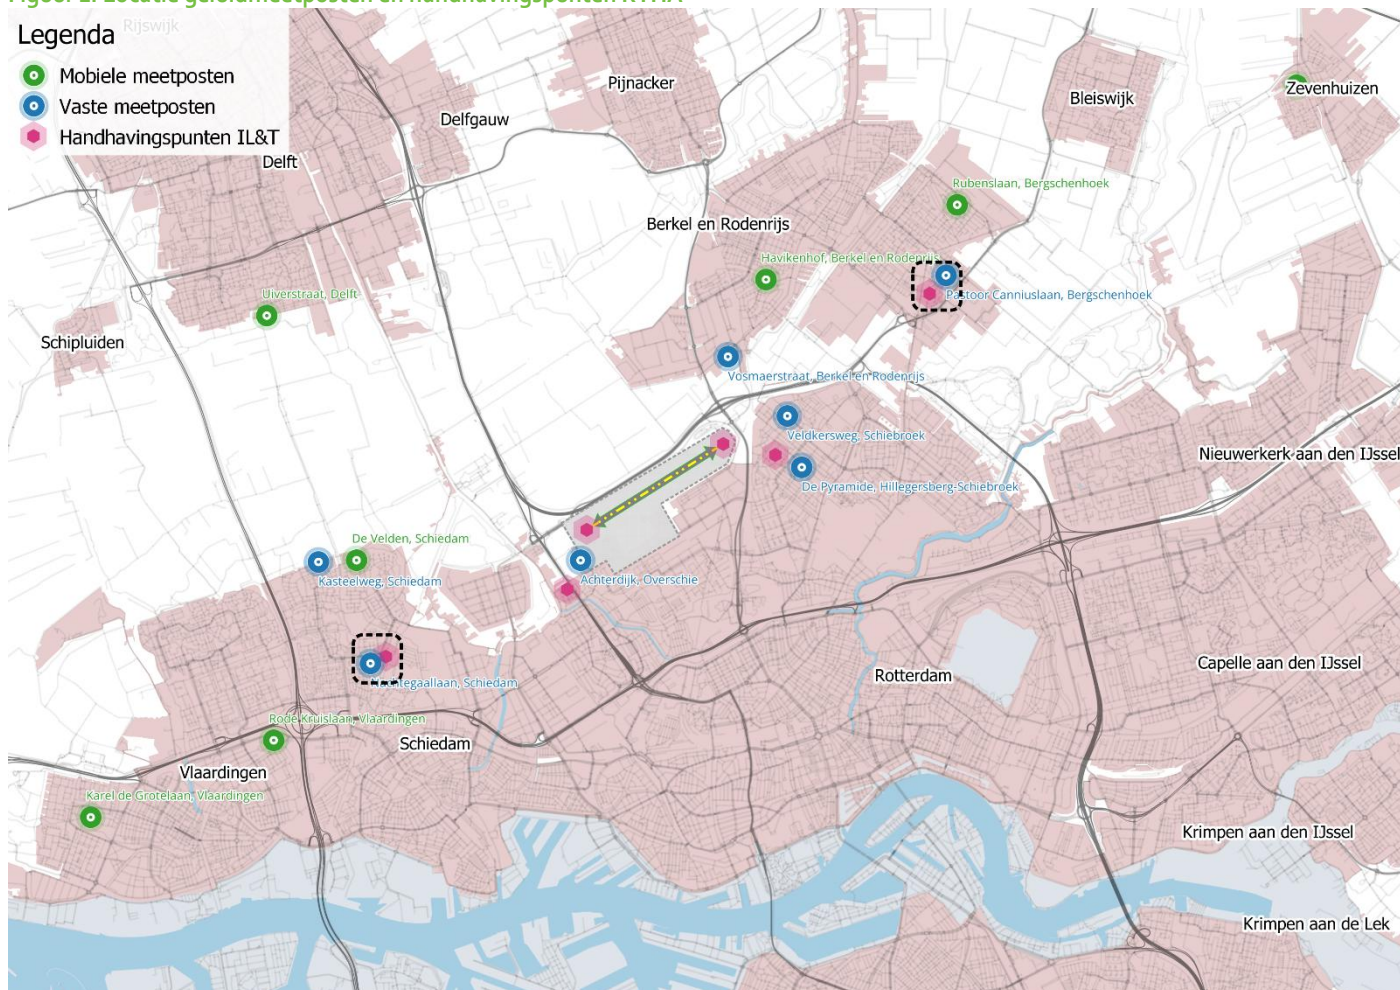 Legenda
Mobiele meetposten
Vaste meetposten
Handhavingspunten IL&T
Rijswijk
Pijnacker
Zevenhuizen
Bleiswijk
Delfgauw
Delft
Rubenslaan, Bergschenhoek
Berkel en Rodenrijs
Havikenhof, Berkel en Rodenrijs
Uiverstraat, Delft
Pastoor Canniuslaan, Bergschenhoek
Schipluiden
Vosmaerstraat, Berkel en Rodenrijs
Veldkersweg, Schiebroek
Nieuwerkerk aan den IJssel
De Pyramide, Hillegersberg-Schiebroek
De Velden, Schiedam
Kasteelweg, Schiedam
Achterdijk, Overschie
Capelle aan den IJssel
Rotterdam
Nachtegaallaan, Schiedam
Rode Kruislaan, Vlaardingen
Schiedam
Vlaardingen
Karel de Grotelaan, Vlaardingen
Krimpen aan den IJssel
Krimpen aan de Lek